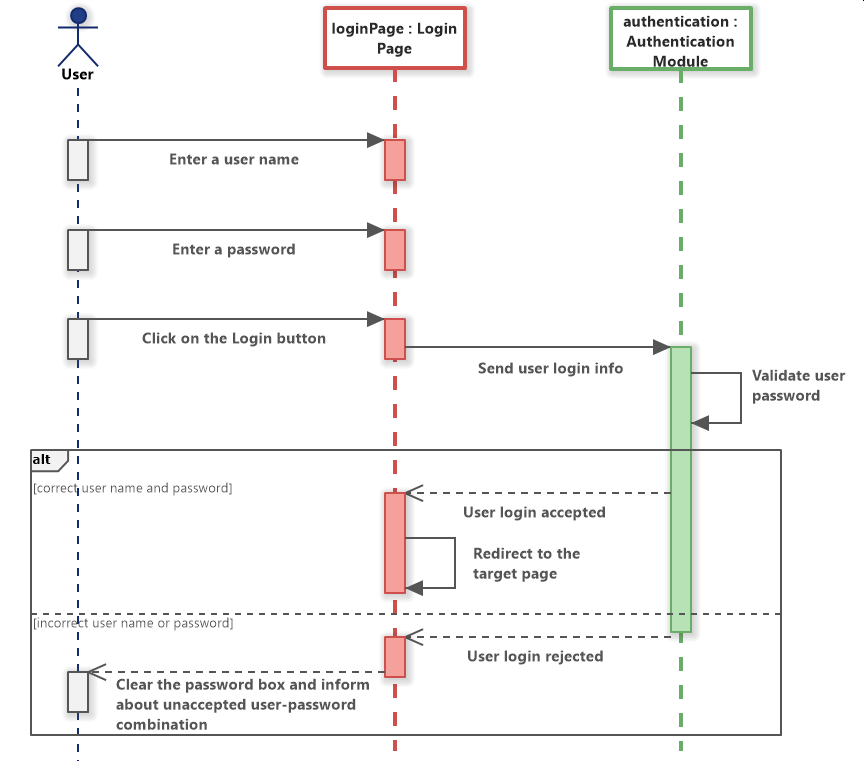 User
loginPage : Login
Page
authentication :
Authentication
Module
Enter a user name
Enter a password
Click on the Login button
Send user login info
Validate user
password
alt
[correct user name and password]
User login accepted
Redirect to the
target page
[incorrect user name or password]
User login rejected
Clear the password box and inform
about unaccepted user-password
combination